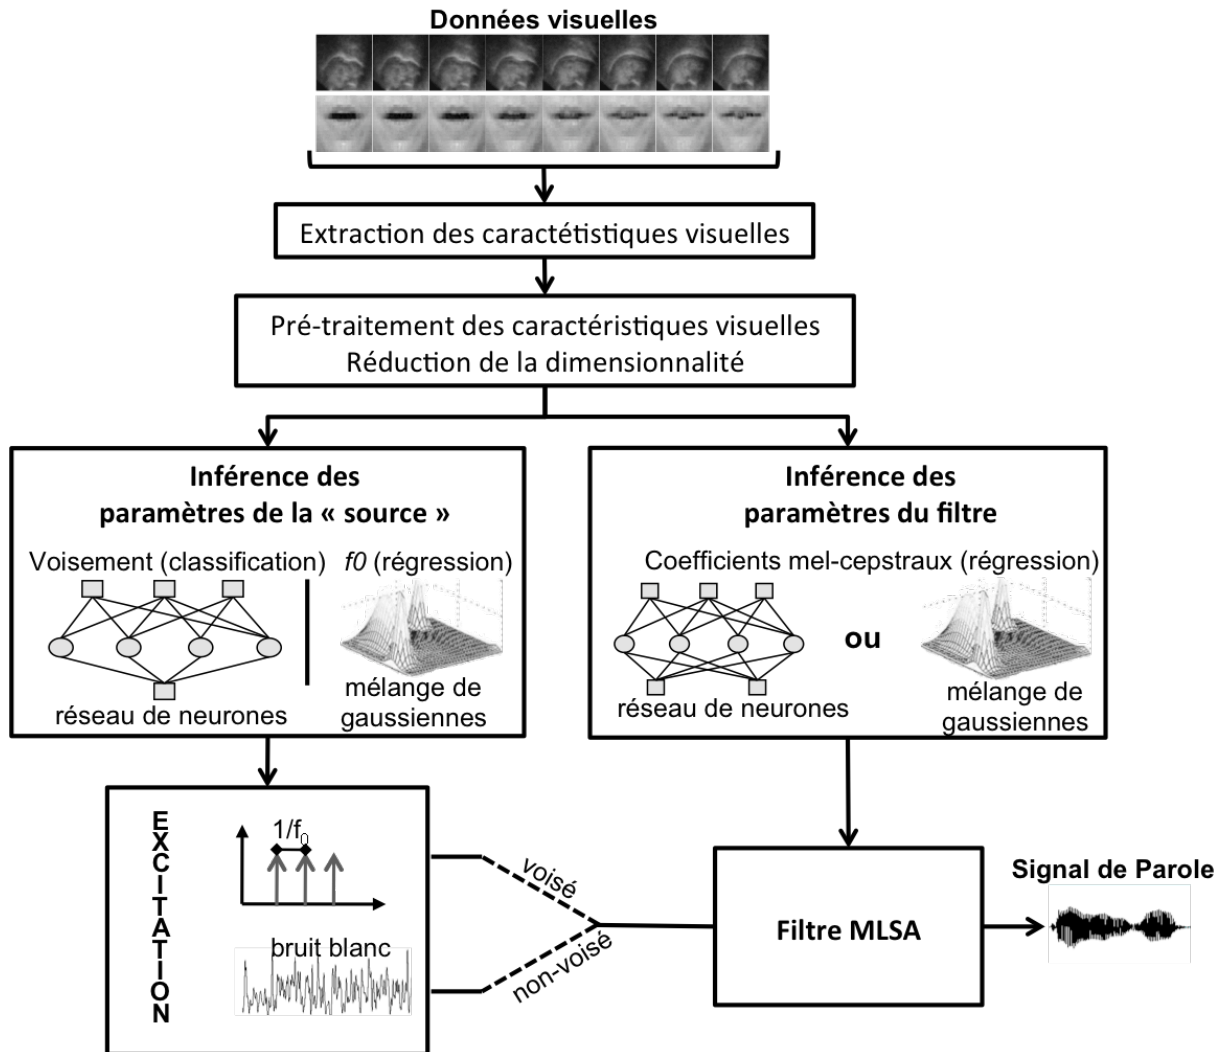 Données visuelles
Extraction des caractétistiques visuelles
Pré-traitement des caractéristiques visuelles
Réduction de la dimensionnalité
Inférence des
paramètres de la « source »
Voisement (classification)
f0 (régression)
réseau de neurones
mélange de
gaussiennes
Inférence des
paramètres du filtre
Coefficients mel-cepstraux (régression)
ou
réseau de neurones
mélange de
gaussiennes
EXCITATION
1/f0
bruit blanc
voisé
non-voisé
Filtre MLSA
Signal de Parole